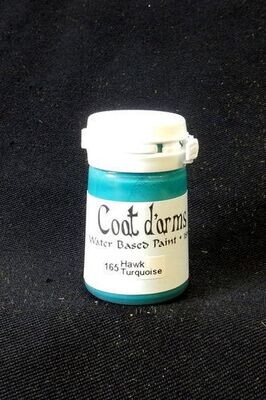 Coat d'arms
Water Based Paint •
165 Hawk
Turquoise